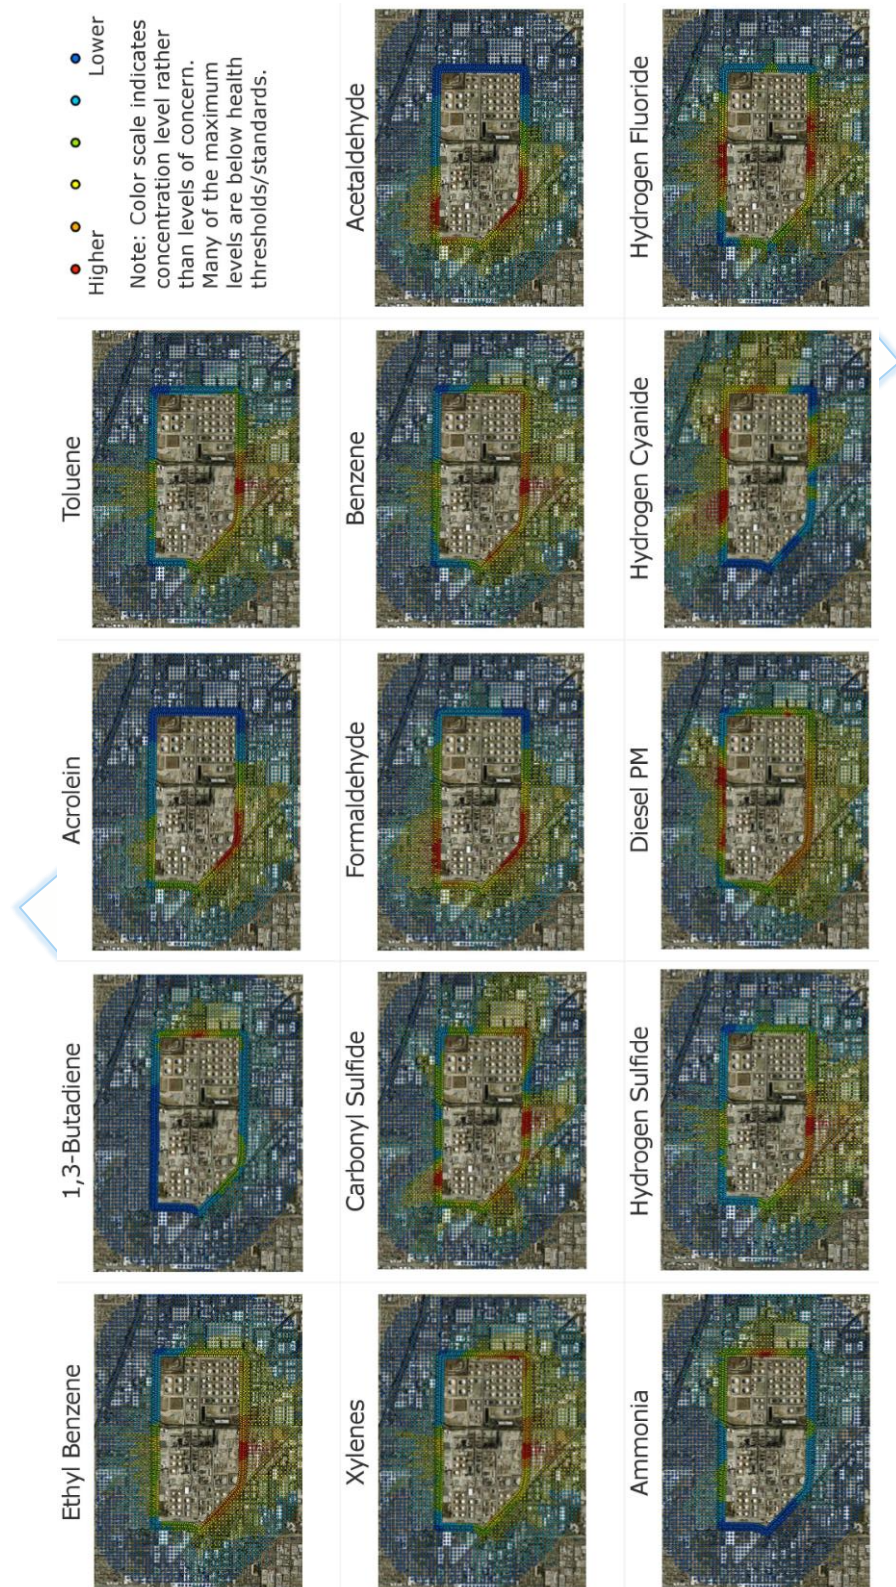 Ethyl Benzene
1,3-Butadiene
Acrolein
Toluene
Higher
Lower
Note: Color scale indicates
concentration level rather
than levels of concern.
Many of the maximum
levels are below health
thresholds/standards.
Xylenes
Carbonyl Sulfide
Formaldehyde
Benzene
Acetaldehyde
Ammonia
Hydrogen Sulfide
Diesel PM
Hydrogen Cyanide
Hydrogen Fluoride